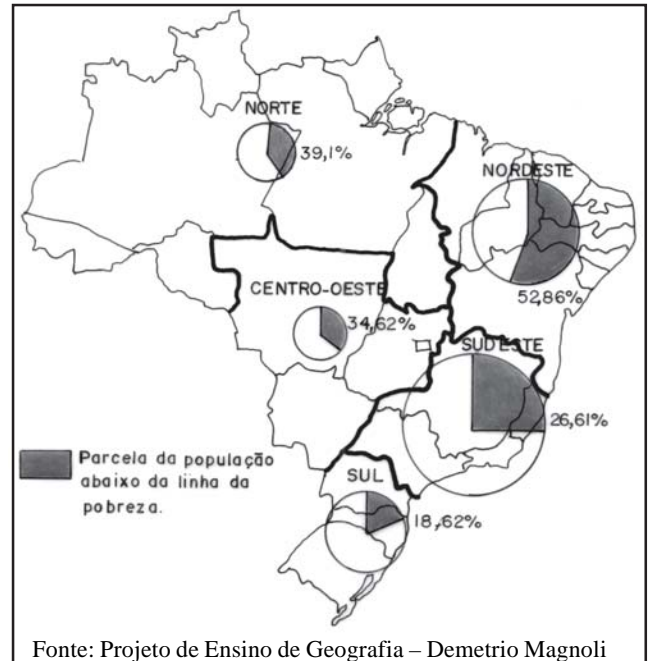 NORTE
39,1%
NORDESTE
52,86%
CENTRO-OESTE
34,62%
SUDESTE
26,61%
Parcela da população
abaixo da linha da
pobreza.
SUL
18,62%
Fonte: Projeto de Ensino de Geografia – Demetrio Magnoli